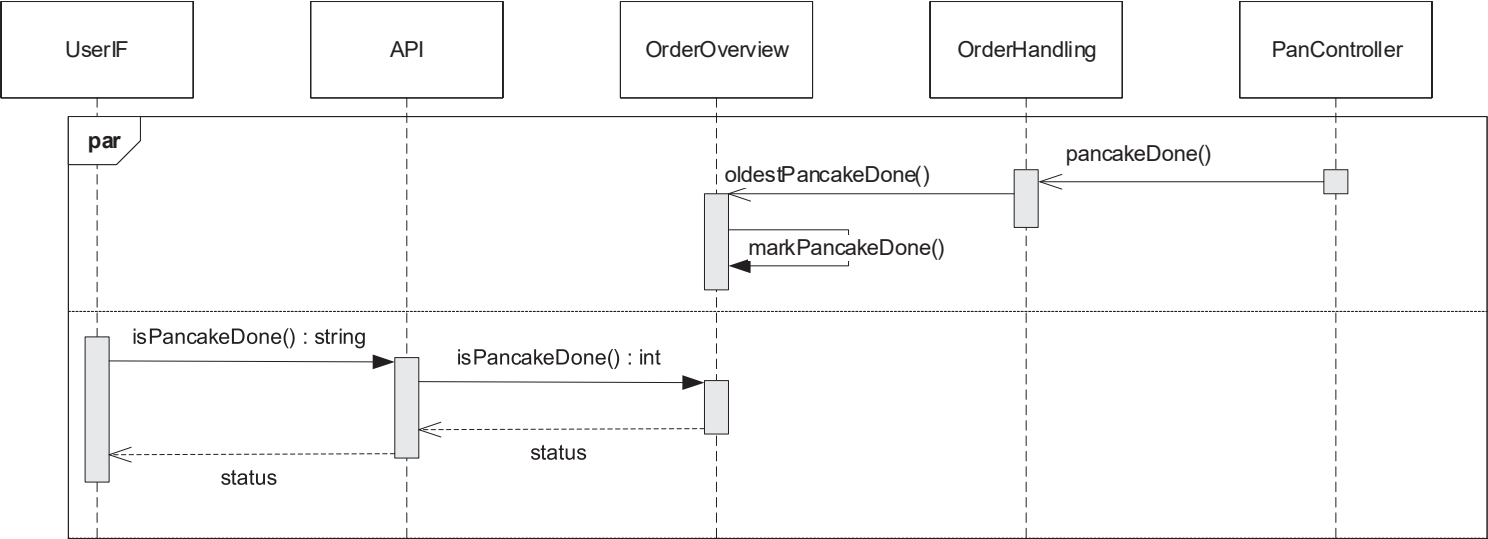 UserIF
API
OrderOverview
OrderHandling
PanController
par
pancakeDone()
oldestPancakeDone()
markPancakeDone()
isPancakeDone() : string
isPancakeDone() : int
status
status